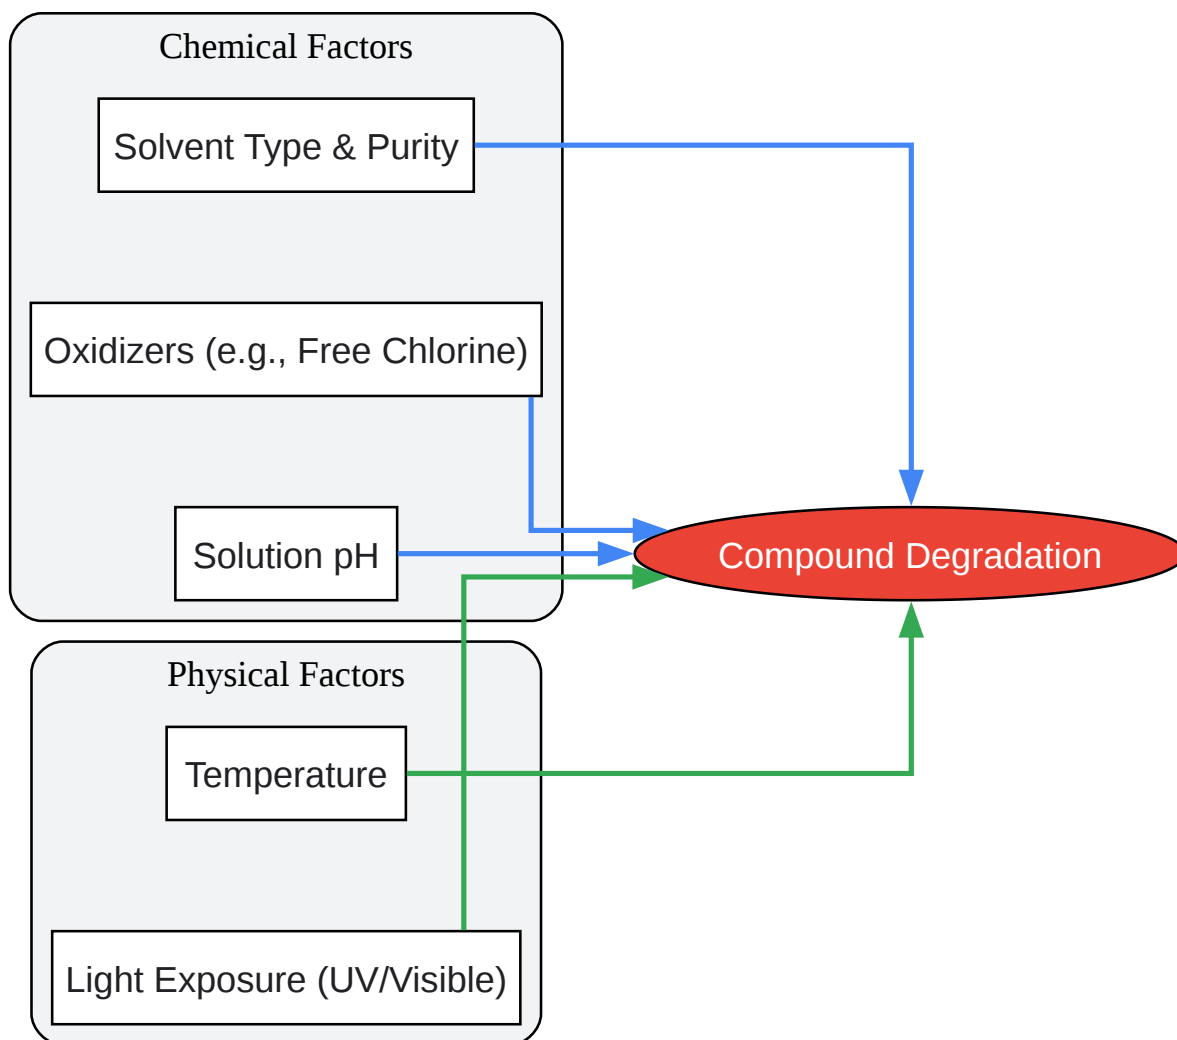 Chemical Factors
Solvent Type & Purity
Oxidizers (e.g., Free Chlorine)
Solution pH
Compound Degradation
Physical Factors
Temperature
Light Exposure (UV/Visible)